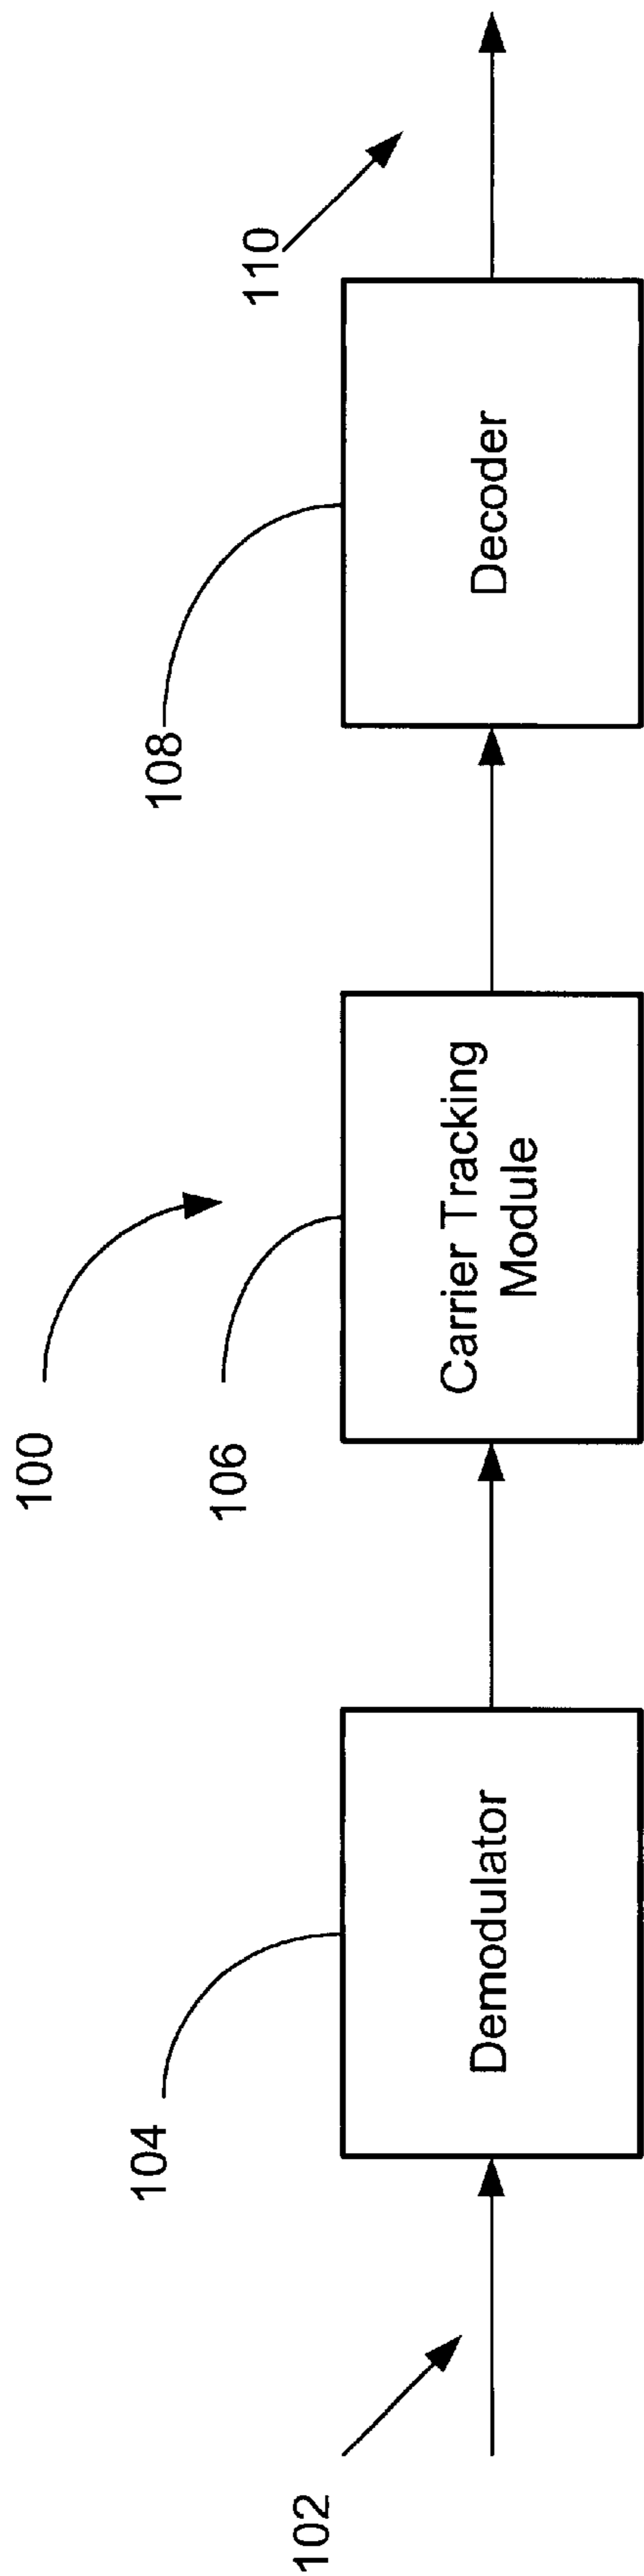 100
102
104
Demodulator
106
Carrier Tracking
Module
108
Decoder
110